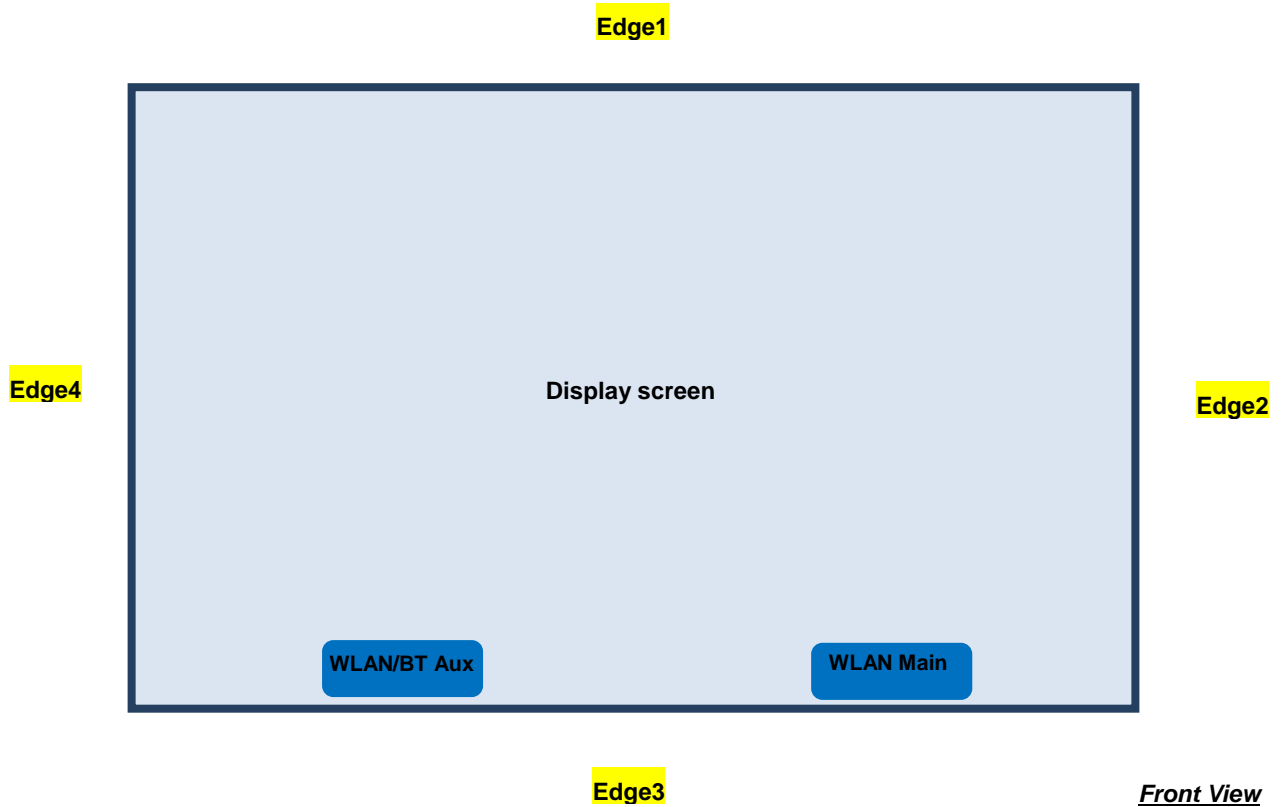 Edge1
Edge4
Display screen
Edge2
WLAN/BT Aux
WLAN Main
Edge3
Front View